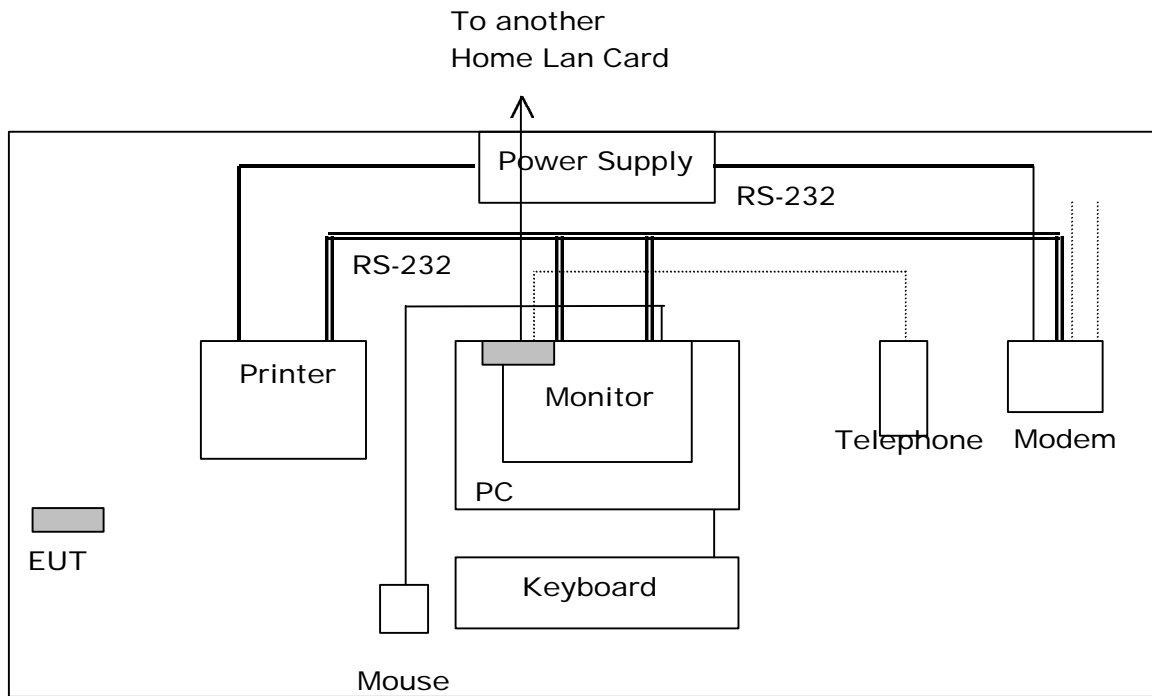 To another
Home Lan Card
Power Supply
RS-232
RS-232
Printer
Monitor
Telephone
Modem
PC
EUT
Keyboard
Mouse